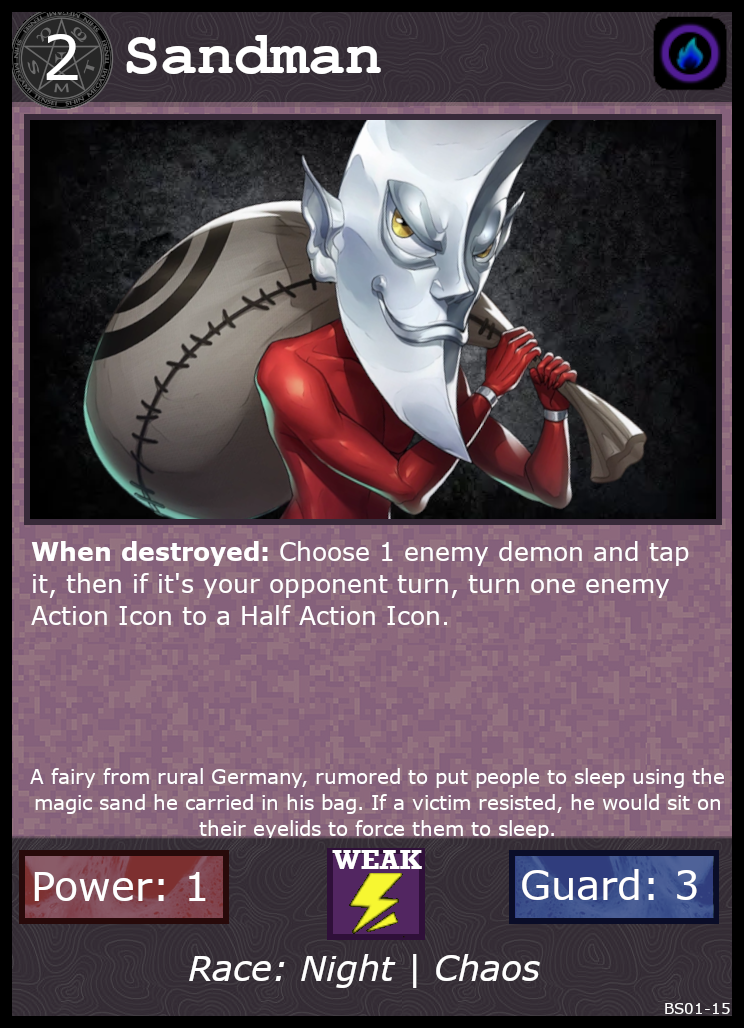 2 Sandman
When destroyed: Choose 1 enemy demon and tap
it, then if it's your opponent turn, turn one enemy
Action Icon to a Half Action Icon.
A fairy from rural Germany, rumored to put people to sleep using the
magic sand he carried in his bag. If a victim resisted, he would sit on
their eyelids to force them to sleep.
WEAK
Power: 1
Guard: 3
Race: Night | Chaos
BS01-15